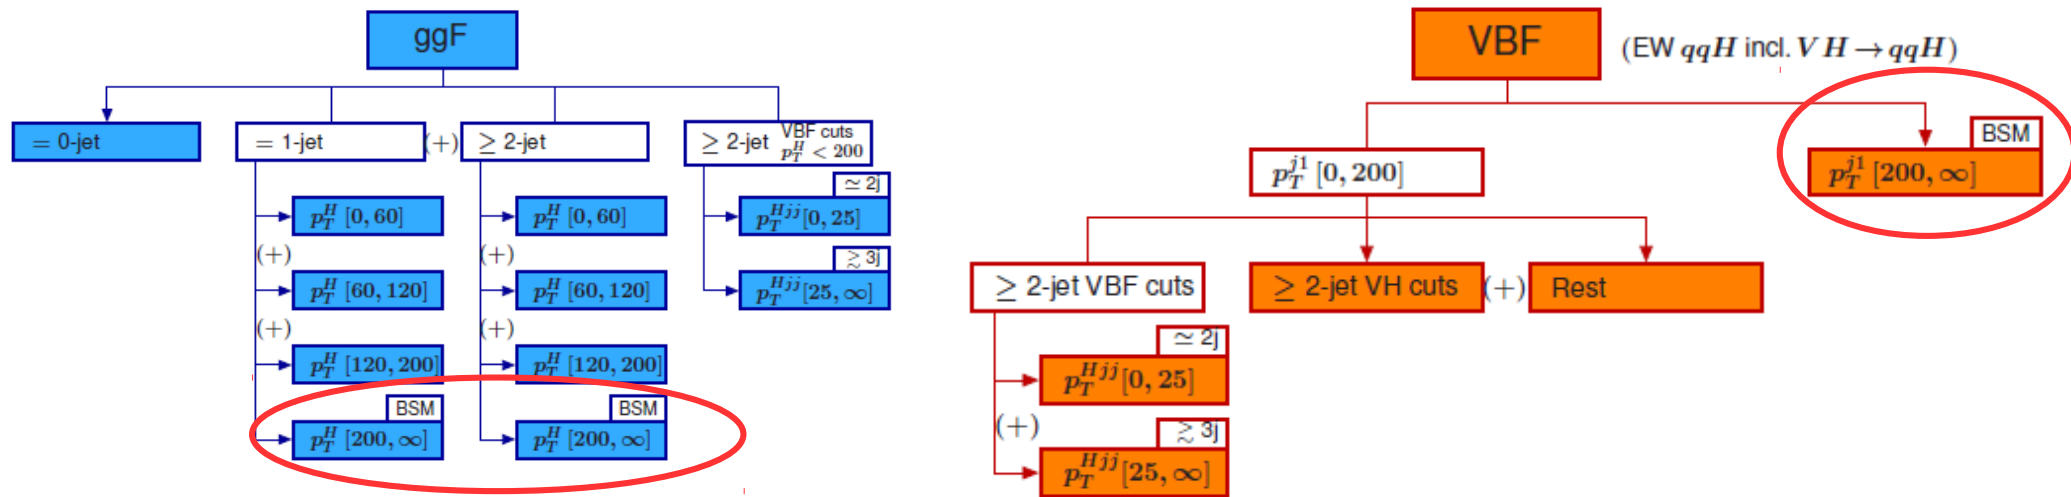 ggF
= 0-jet
= 1-jet
(+)
≥ 2-jet
≥ 2-jet VBF cuts p_T^H < 200
p_T^H [0, 60]
(+)
p_T^H [60, 120]
(+)
p_T^H [120, 200]
BSM
p_T^H [200, ∞]
p_T^H [0, 60]
(+)
p_T^H [60, 120]
(+)
p_T^H [120, 200]
BSM
p_T^H [200, ∞]
≃ 2j
p_T^{Hjj} [0, 25]
≳ 3j
p_T^{Hjj} [25, ∞]
VBF
(EW qqH incl. V H → qqH)
p_T^{j1} [0, 200]
BSM
p_T^{j1} [200, ∞]
≥ 2-jet VBF cuts
≥ 2-jet VH cuts
(+)
Rest
≃ 2j
p_T^{Hjj} [0, 25]
(+)
≳ 3j
p_T^{Hjj} [25, ∞]